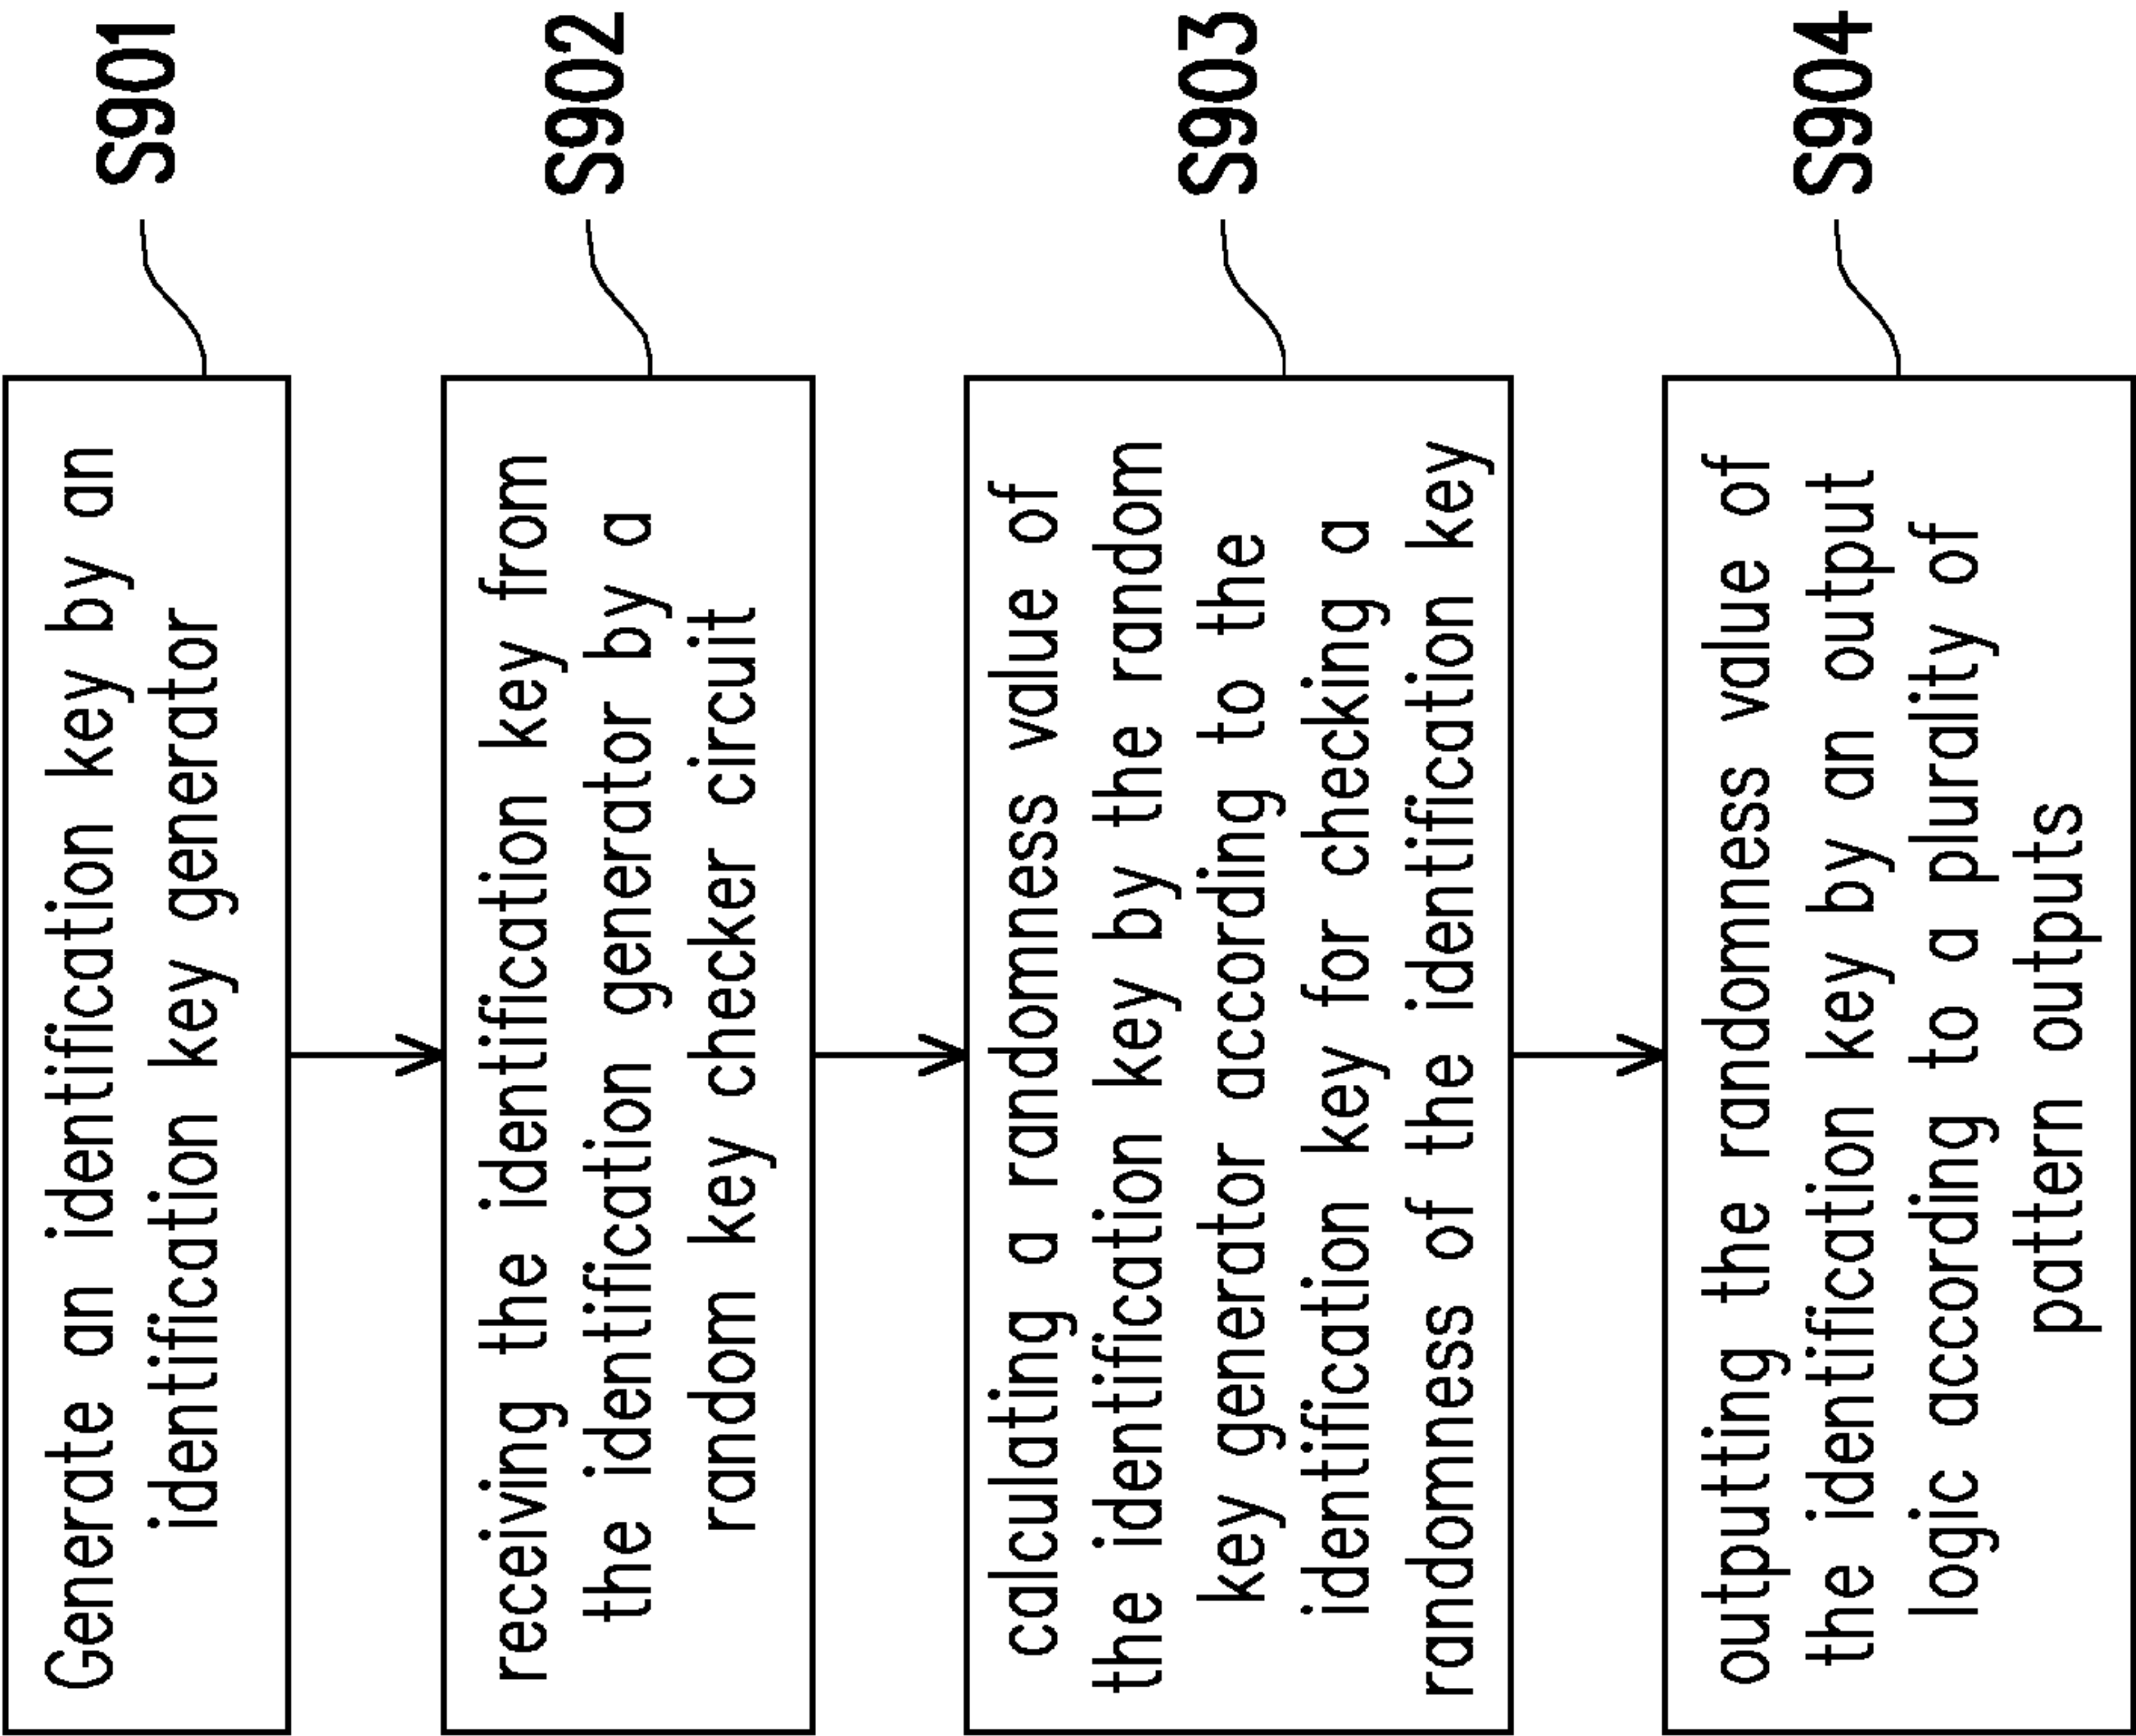 Generate an identification key by an
identification key generator
S901
receiving the identification key from
the identification generator by a
random key checker circuit
S902
calculating a randomness value of
the identification key by the random
key generator according to the
identification key for checking a
randomness of the identification key
S903
outputting the randomness value of
the identification key by an output
logic according to a plurality of
pattern outputs
S904